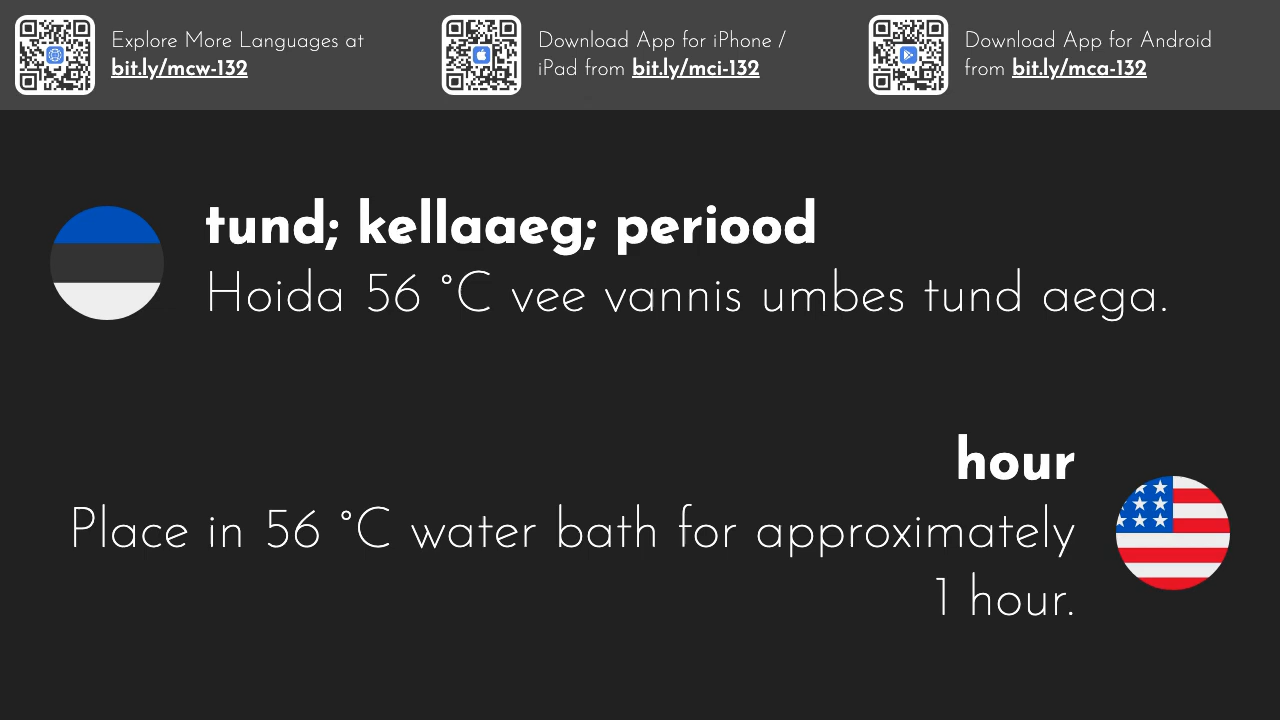 Explore More Languages at
bit.ly/mcw-132
Download App for iPhone /
iPad from bit.ly/mci-132
Download App for Android
from bit.ly/mca-132
tund; kellaaeg; periood
Hoida 56 °C vee vannis umbes tund aega.
hour
Place in 56 °C water bath for approximately
1 hour.